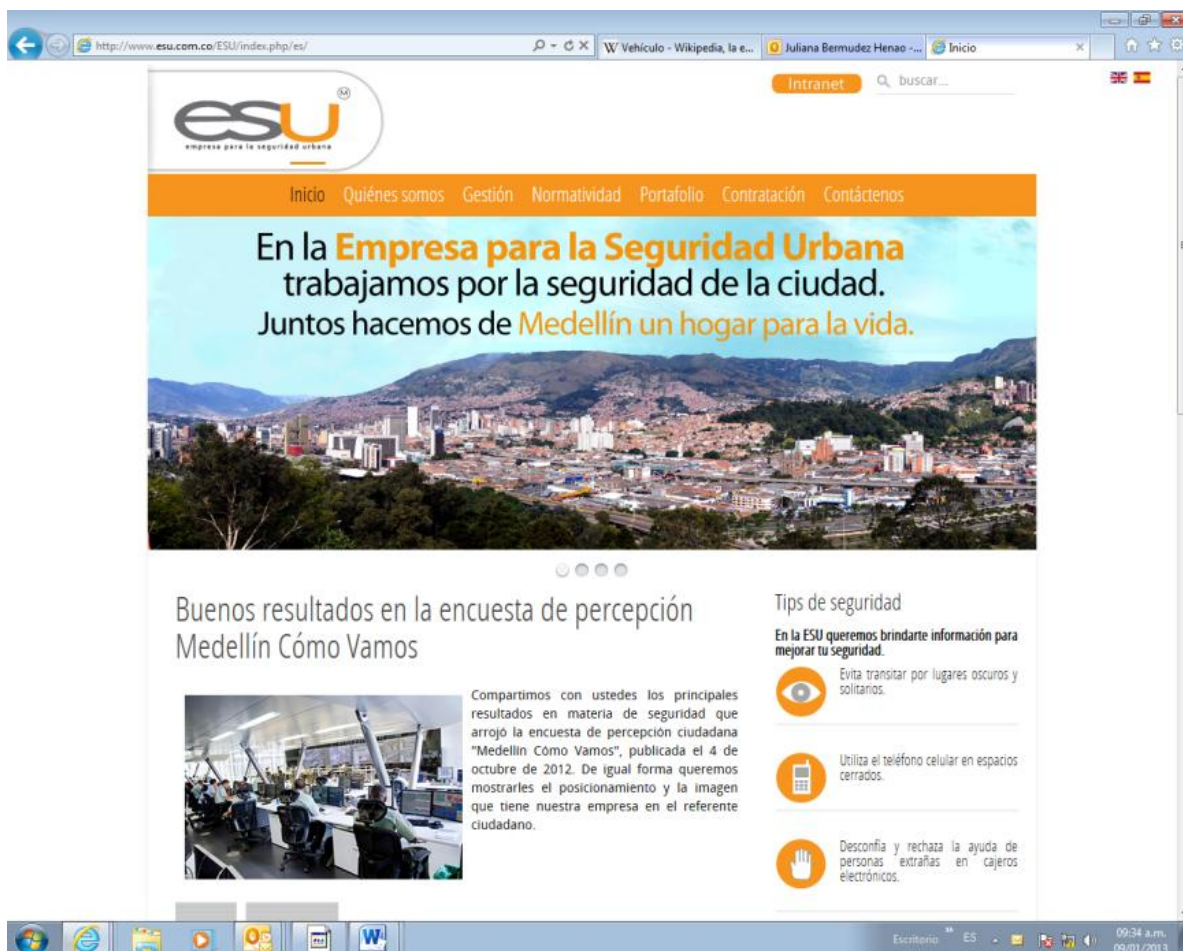 http://www.esu.com.co/ESU/index.php/es/
W Vehículo - Wikipedia, la e...
Juliana Bermudez Henao -...
Inicio
esu
empresa para la seguridad urbana
Intranet
buscar...
Inicio Quiénes somos Gestión Normatividad Portafolio Contratación Contáctenos
En la Empresa para la Seguridad Urbana
trabajamos por la seguridad de la ciudad.
Juntos hacemos de Medellín un hogar para la vida.
Buenos resultados en la encuesta de percepción
Medellín Cómo Vamos
Compartimos con ustedes los principales
resultados en materia de seguridad que
arrojó la encuesta de percepción ciudadana
"Medellín Cómo Vamos", publicada el 4 de
octubre de 2012. De igual forma queremos
mostrarles el posicionamiento y la imagen
que tiene nuestra empresa en el referente
ciudadano.
Tips de seguridad
En la ESU queremos brindarte información para
mejorar tu seguridad.
Evita transitar por lugares oscuros y
solitarios.
Utiliza el teléfono celular en espacios
cerrados.
Desconfía y rechaza la ayuda de
personas extrañas en cajeros
electrónicos.
Escritorio
ES
09:34 a.m.
09/01/2013